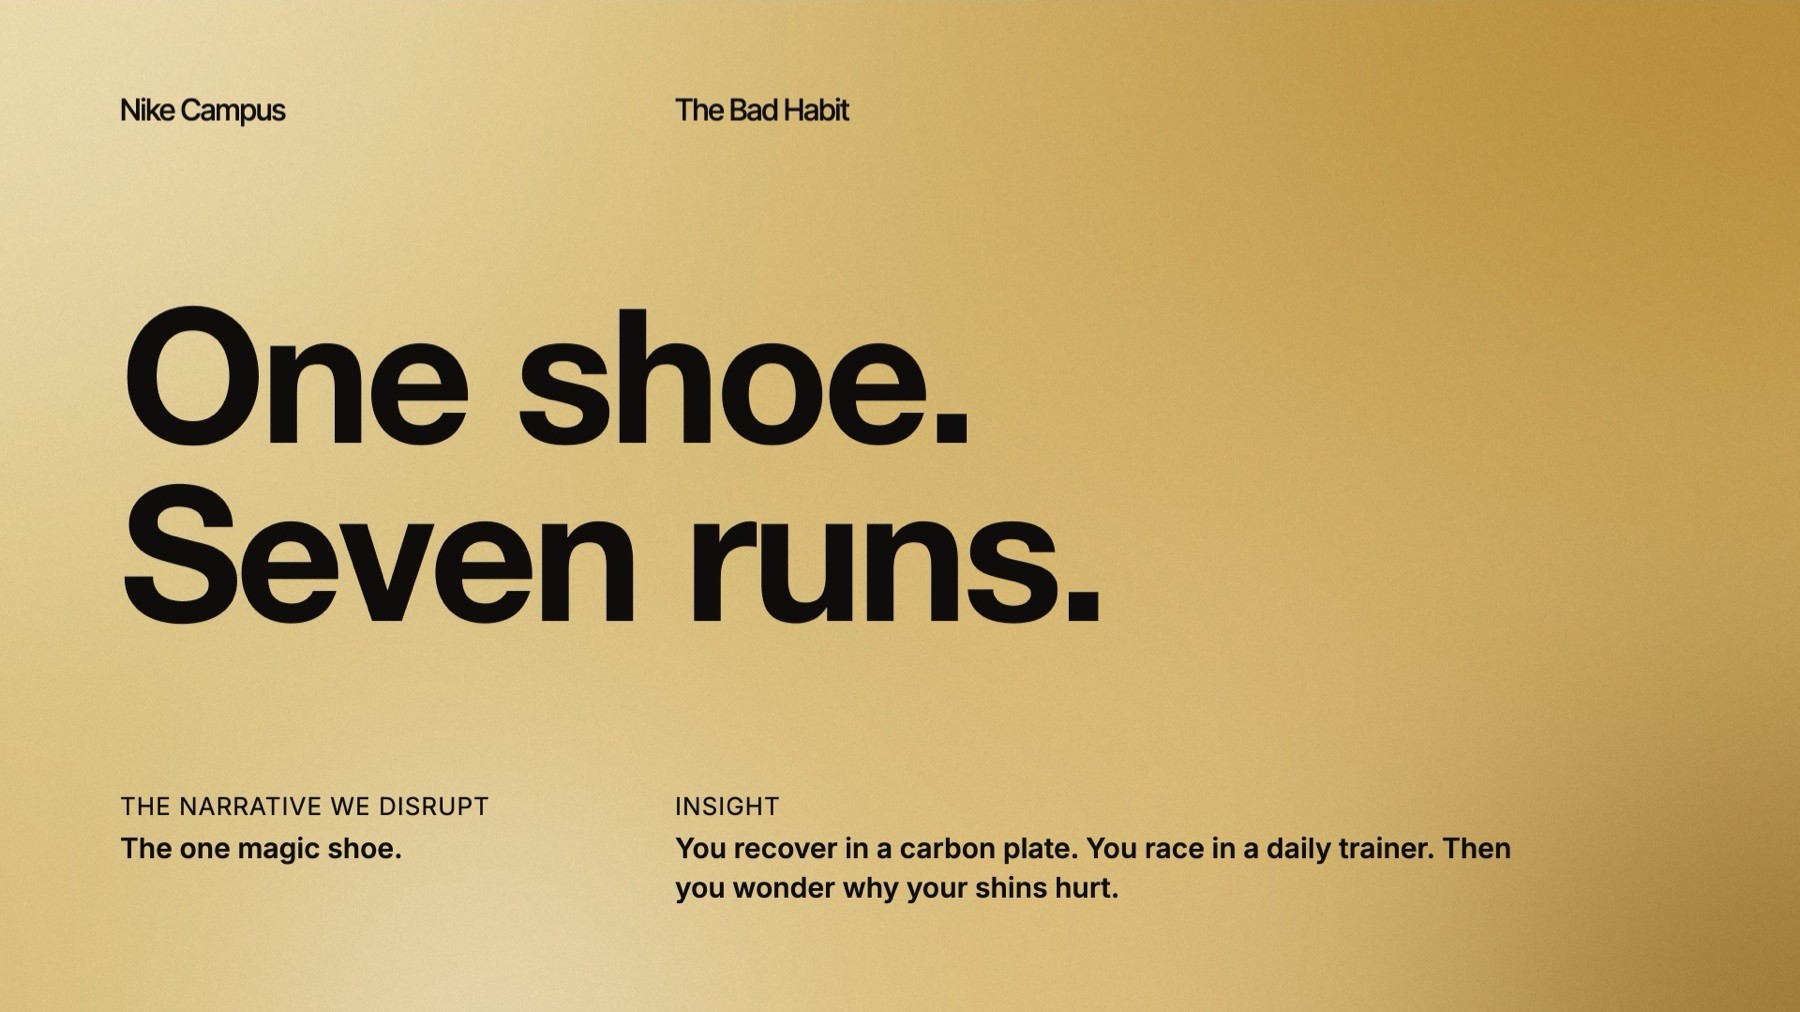 Nike Campus
The Bad Habit
One shoe.
Seven runs.
THE NARRATIVE WE DISRUPT
The one magic shoe.
INSIGHT
You recover in a carbon plate. You race in a daily trainer. Then
you wonder why your shins hurt.